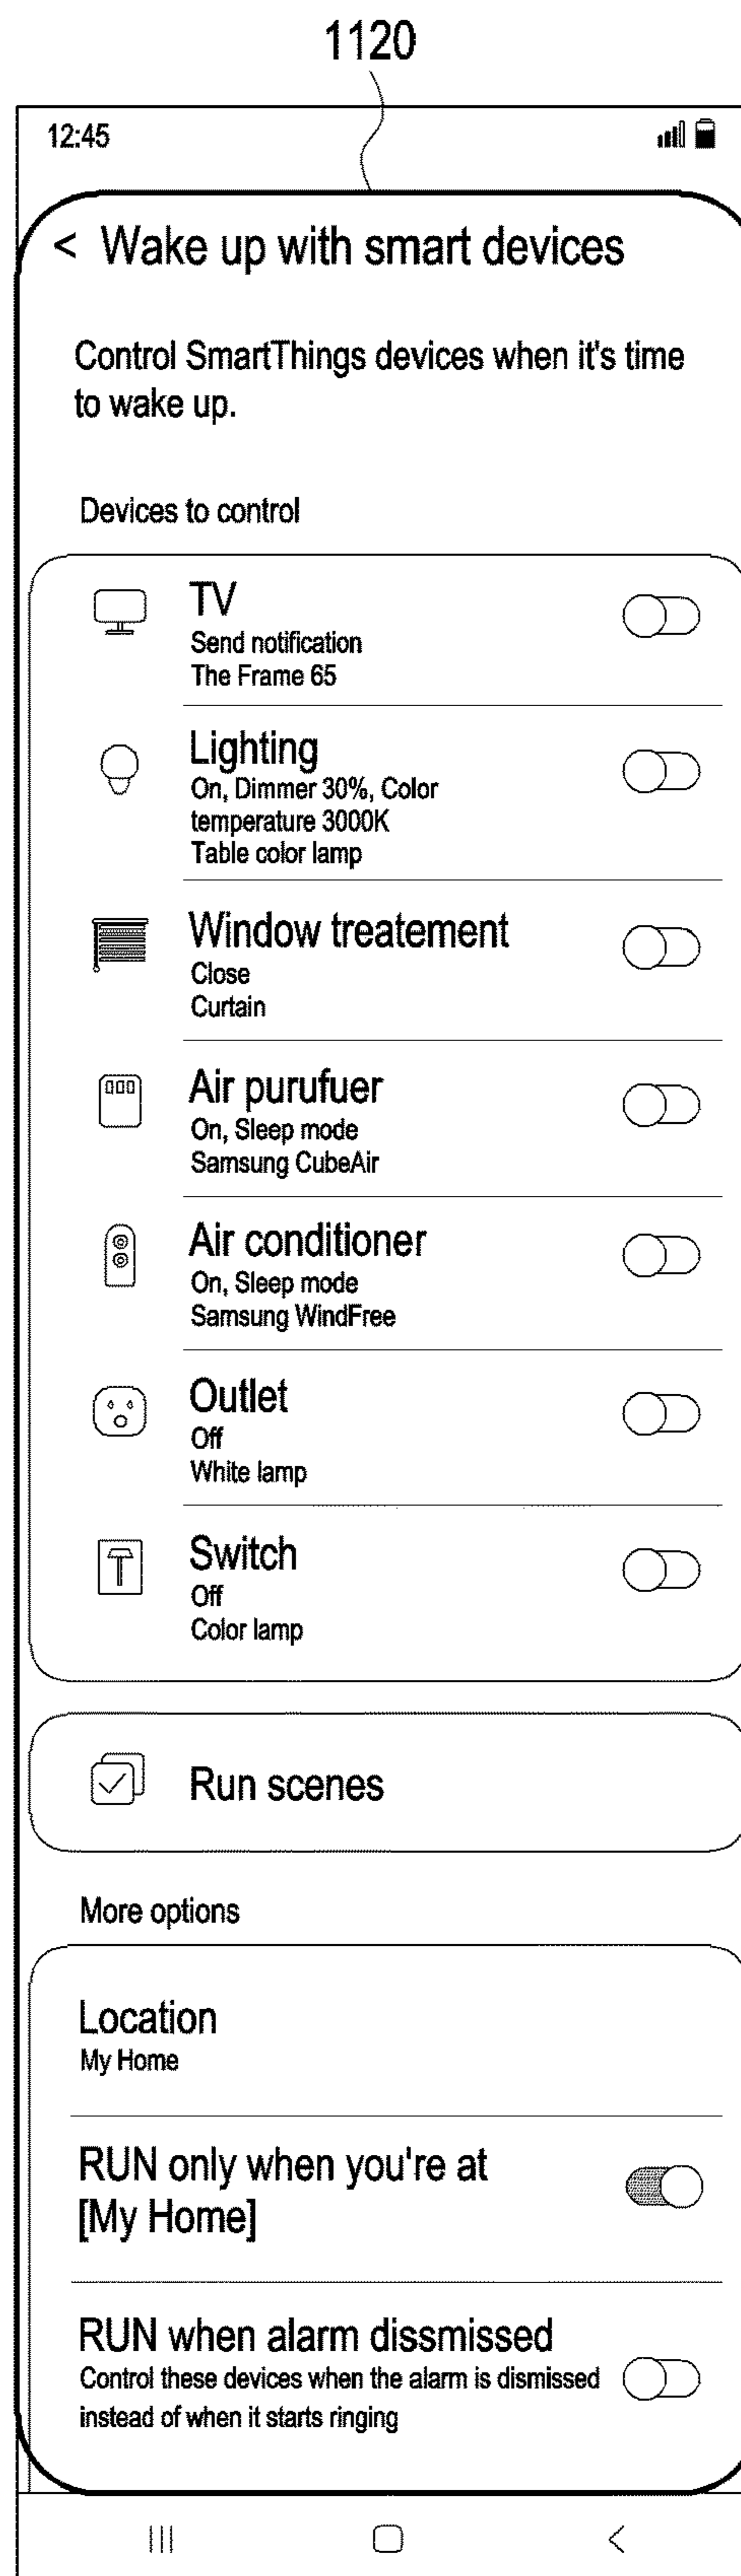 1120
12:45
< Wake up with smart devices
Control SmartThings devices when it's time
to wake up.
Devices to control
TV
Send notification
The Frame 65
Lighting
On, Dimmer 30%, Color
temperature 3000K
Table color lamp
Window treatement
Close
Curtain
Air purufuer
On, Sleep mode
Samsung CubeAir
Air conditioner
On, Sleep mode
Samsung WindFree
Outlet
Off
White lamp
Switch
Off
Color lamp
Run scenes
More options
Location
My Home
RUN only when you're at
[My Home]
RUN when alarm dissmissed
Control these devices when the alarm is dismissed
instead of when it starts ringing